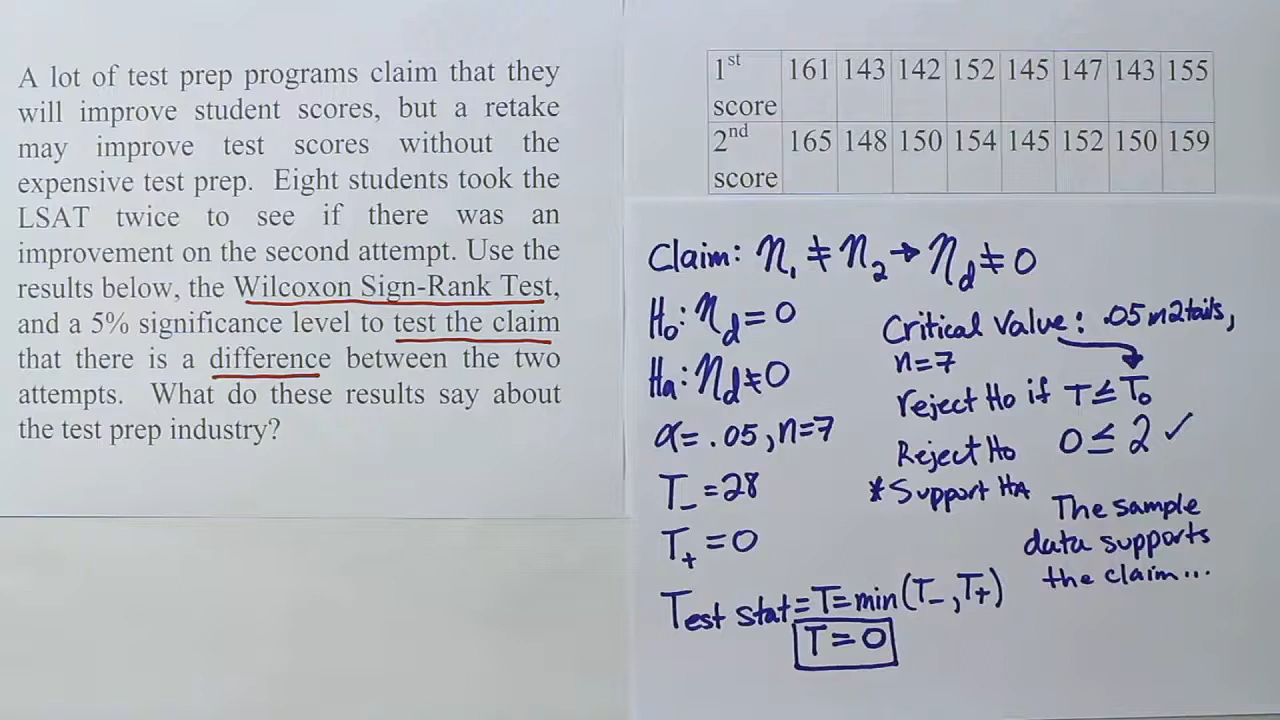 A lot of test prep programs claim that they
will improve student scores, but a retake
may improve test scores without the
expensive test prep. Eight students took the
LSAT twice to see if there was an
improvement on the second attempt. Use the
results below, the Wilcoxon Sign-Rank Test,
and a 5% significance level to test the claim
that there is a difference between the two
attempts. What do these results say about
the test prep industry?
1st score 161 143 142 152 145 147 143 155
2nd score 165 148 150 154 145 152 150 159
Claim: η₁ ≠ η₂ → η_d ≠ 0
H₀: η_d = 0
Ha: η_d ≠ 0
α = .05, n=7
T₋ = 28
T₊ = 0
Test stat = T = min(T₋, T₊)
T = 0
Critical Value: .05 in 2 tails,
n=7
reject H₀ if T ≤ T₀
Reject H₀ 0 ≤ 2 ✓
*Support HA
The sample
data supports
the claim...